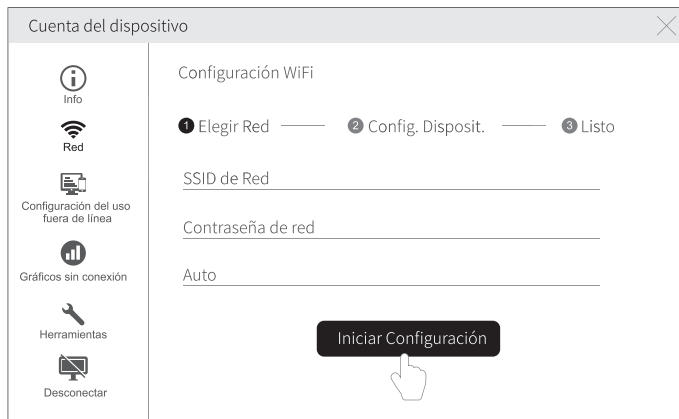 Cuenta del dispositivo
Info
Red
Configuración del uso
fuera de línea
Gráficos sin conexión
Herramientas
Desconectar
Configuración WiFi
1 Elegir Red
2 Config. Disposit.
3 Listo
SSID de Red
Contraseña de red
Auto
Iniciar Configuración